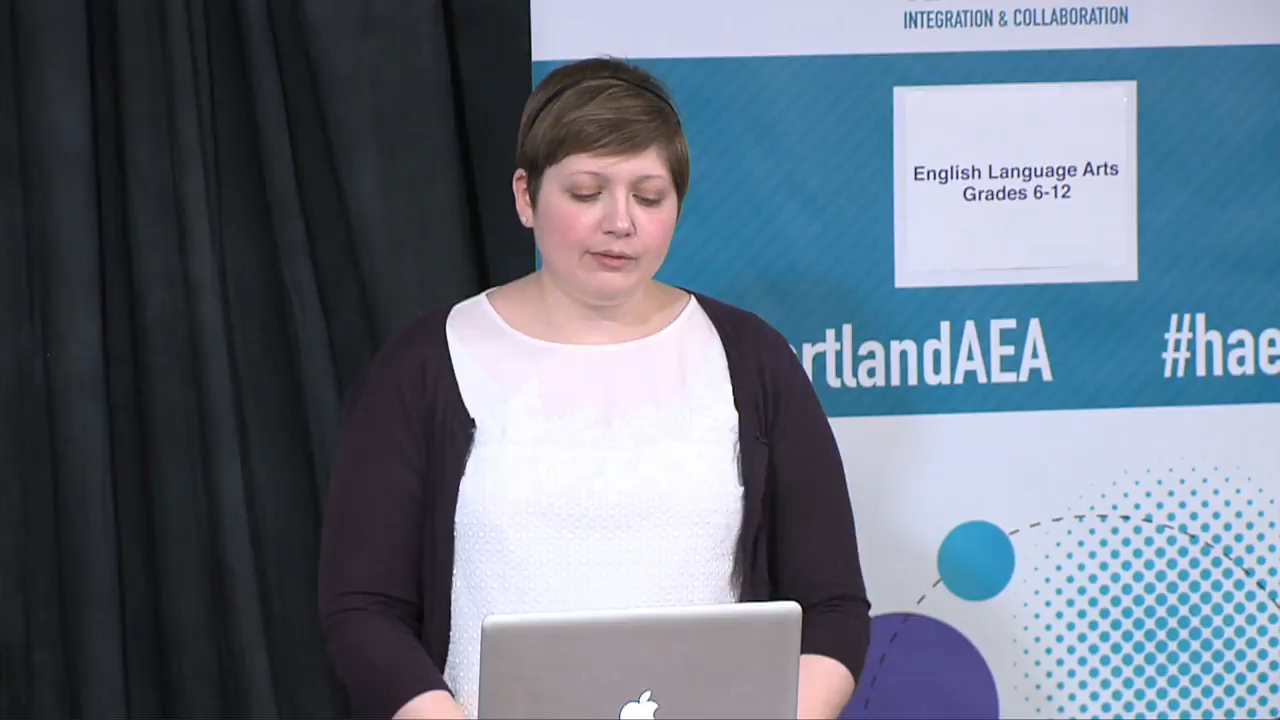 INTEGRATION & COLLABORATION
English Language Arts
Grades 6-12
rtlandAEA
#hae